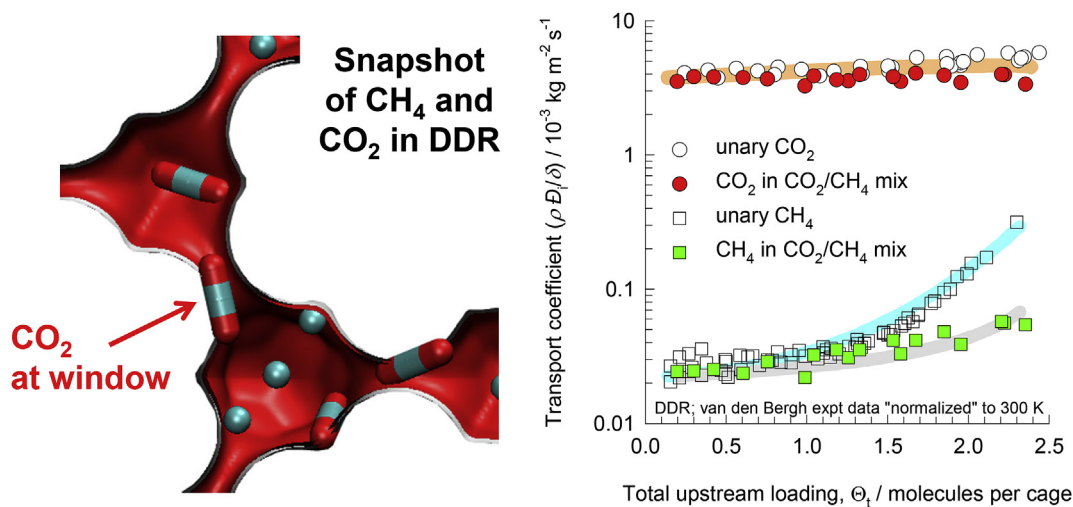 Snapshot
of CH₄ and
CO₂ in DDR
CO₂
at window
Transport coefficient (ρ Đᵢ/δ) / 10⁻³ kg m⁻² s⁻¹
10
1
0.1
0.01
unary CO₂
CO₂ in CO₂/CH₄ mix
unary CH₄
CH₄ in CO₂/CH₄ mix
DDR; van den Bergh expt data "normalized" to 300 K
0.0 0.5 1.0 1.5 2.0 2.5
Total upstream loading, Θₜ / molecules per cage